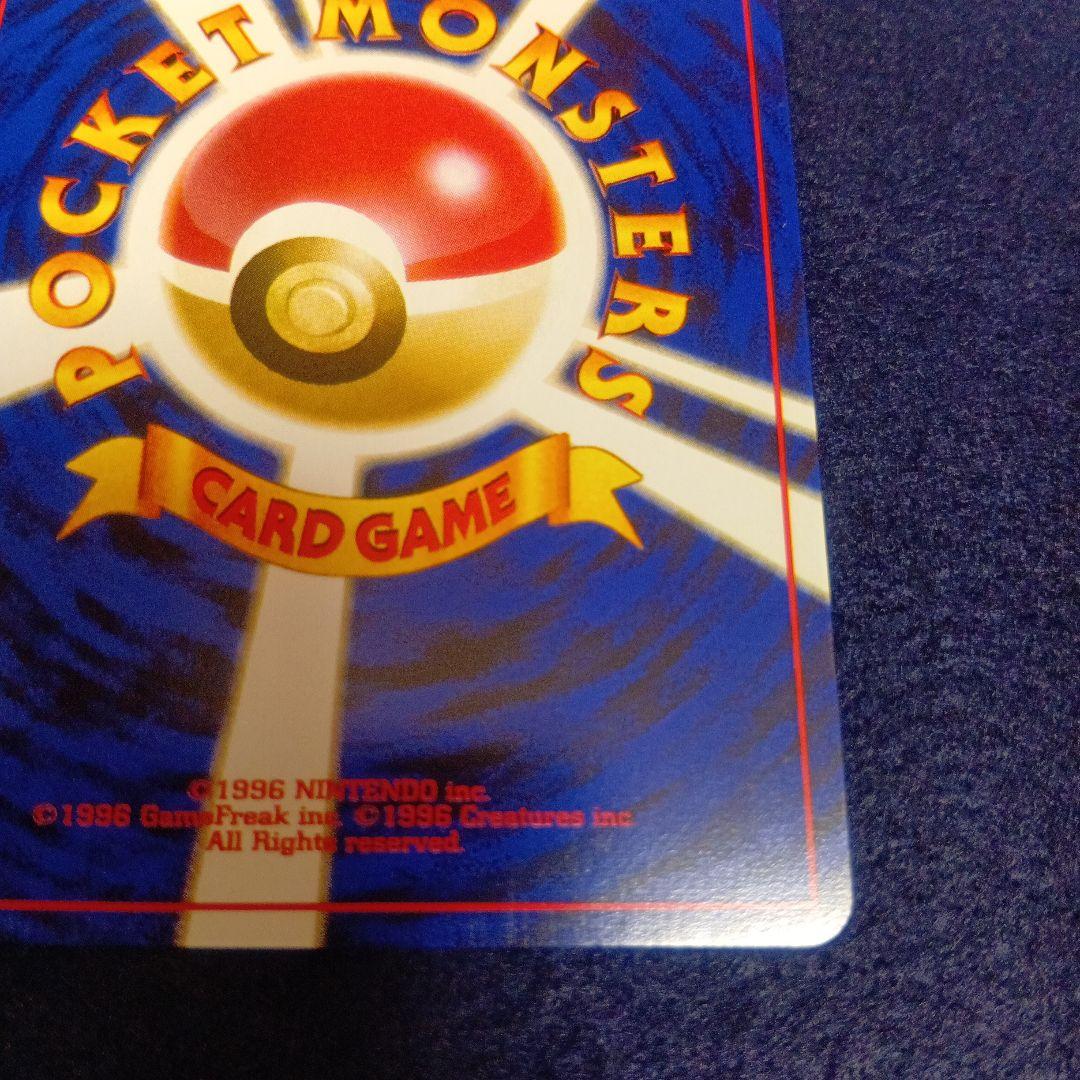 POCKET MONSTERS
CARD GAME
©1996 NINTENDO inc.
©1996 GameFreak inc. ©1996 Creatures inc.
All Rights reserved.